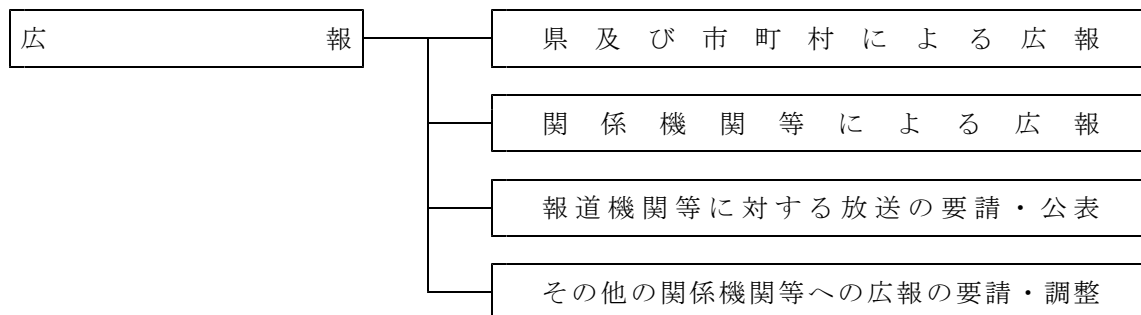 広報
県及び市町村による広報
関係機関等による広報
報道機関等に対する放送の要請・公表
その他の関係機関等への広報の要請・調整